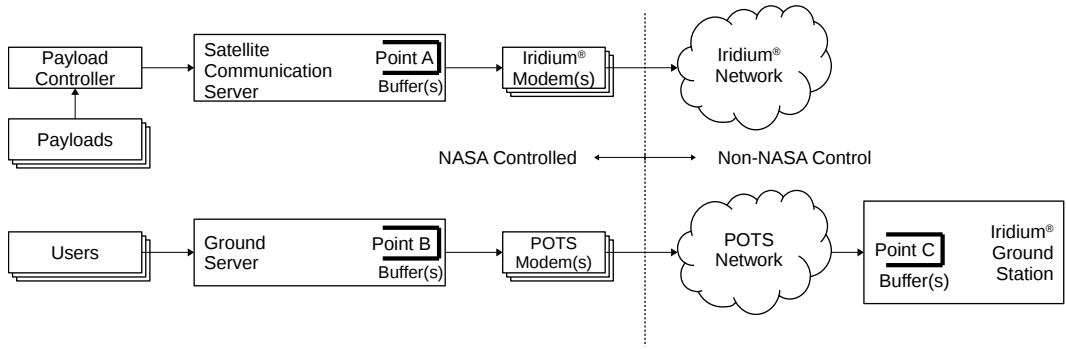 Payload
Controller
Satellite
Communication
Server
Point A
Buffer(s)
Iridium®
Modem(s)
Iridium®
Network
Payloads
NASA Controlled
Non-NASA Control
Users
Ground
Server
Point B
Buffer(s)
POTS
Modem(s)
POTS
Network
Point C
Buffer(s)
Iridium®
Ground
Station